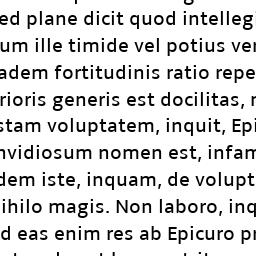 ed plane dicit quod intellegi
um ille timide vel potius ver
adem fortitudinis ratio repe
rioris generis est docilitas, r
stam voluptatem, inquit, Epi
nvidiosum nomen est, infam
dem iste, inquam, de volupt
ihilo magis. Non laboro, inq
d eas enim res ab Epicuro pr